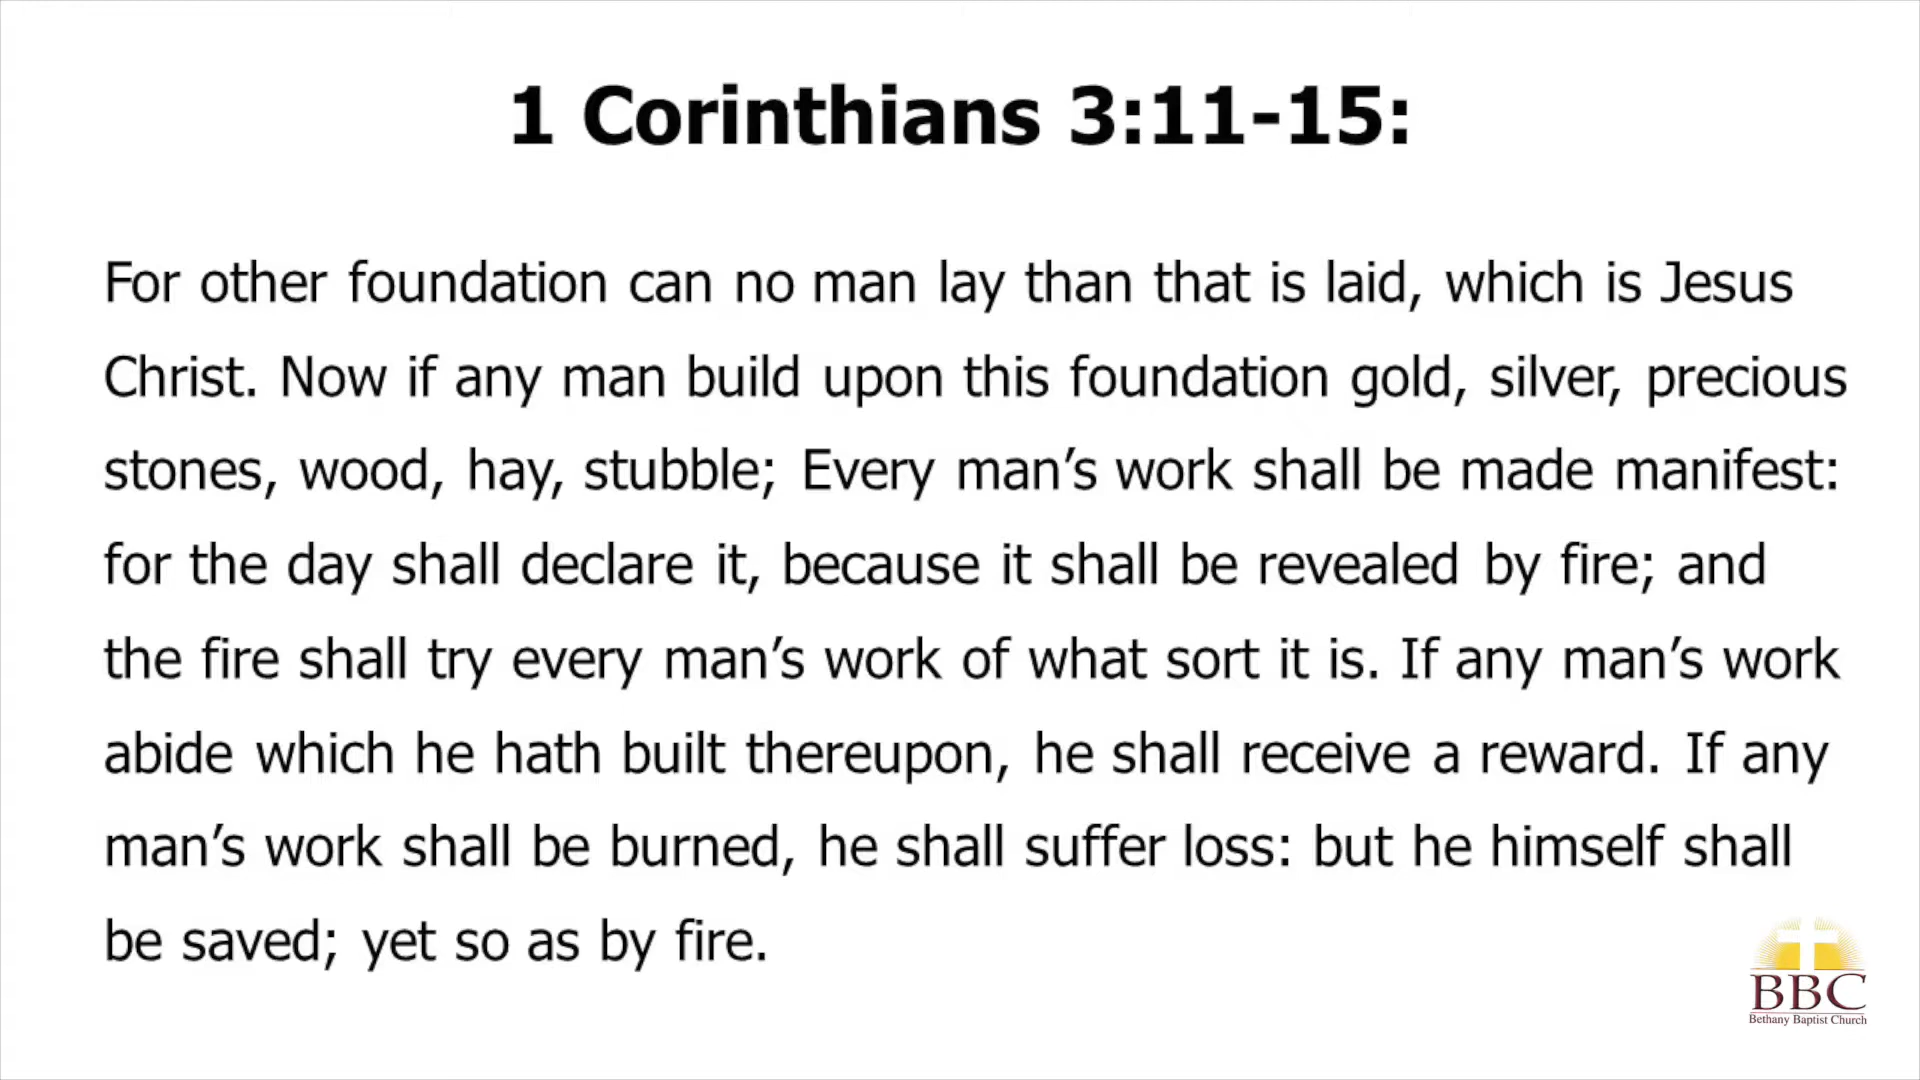 1 Corinthians 3:11-15:
For other foundation can no man lay than that is laid, which is Jesus
Christ. Now if any man build upon this foundation gold, silver, precious
stones, wood, hay, stubble; Every man’s work shall be made manifest:
for the day shall declare it, because it shall be revealed by fire; and
the fire shall try every man’s work of what sort it is. If any man’s work
abide which he hath built thereupon, he shall receive a reward. If any
man’s work shall be burned, he shall suffer loss: but he himself shall
be saved; yet so as by fire.
BBC
Bethany Baptist Church